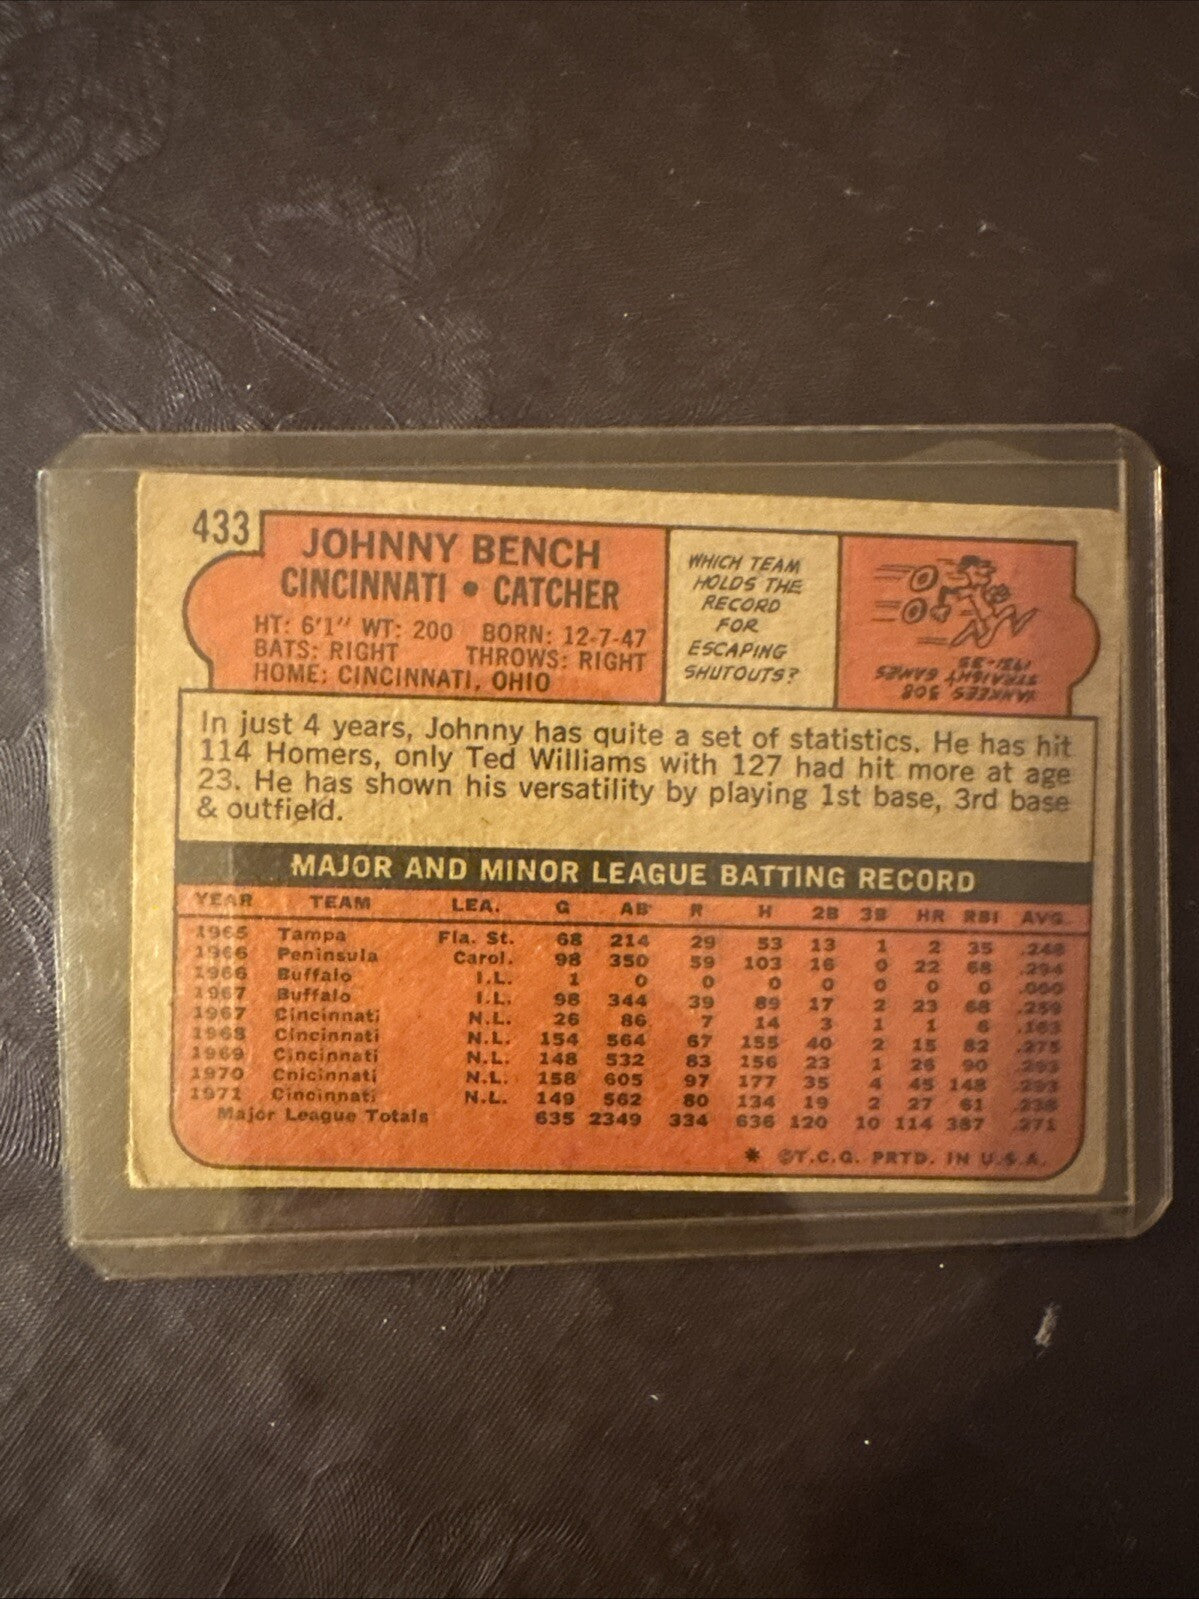 433
JOHNNY BENCH
CINCINNATI • CATCHER
HT: 6'1" WT: 200 BORN: 12-7-47
BATS: RIGHT THROWS: RIGHT
HOME: CINCINNATI, OHIO
WHICH TEAM
HOLDS THE
RECORD
FOR
ESCAPING
SHUTOUTS?
YANKEES, 308
STRAIGHT GAMES
1931-33
In just 4 years, Johnny has quite a set of statistics. He has hit
114 Homers, only Ted Williams with 127 had hit more at age
23. He has shown his versatility by playing 1st base, 3rd base
& outfield.
MAJOR AND MINOR LEAGUE BATTING RECORD
YEAR TEAM LEA. G AB R H 2B 3B HR RBI AVG.
1965 Tampa Fla. St. 68 214 29 53 13 1 2 35 .248
1966 Peninsula Carol. 98 350 59 103 16 0 22 68 .294
1966 Buffalo I.L. 1 0 0 0 0 0 0 0 .000
1967 Buffalo I.L. 98 344 39 89 17 2 23 68 .259
1967 Cincinnati N.L. 26 86 7 14 3 1 1 6 .163
1968 Cincinnati N.L. 154 564 67 155 40 2 15 82 .275
1969 Cincinnati N.L. 148 532 83 156 23 1 26 90 .293
1970 Cnicinnati N.L. 158 605 97 177 35 4 45 148 .293
1971 Cincinnati N.L. 149 562 80 134 19 2 27 61 .238
Major League Totals 635 2349 334 636 120 10 114 387 .271
* ©T.C.G. PRTD. IN U.S.A.